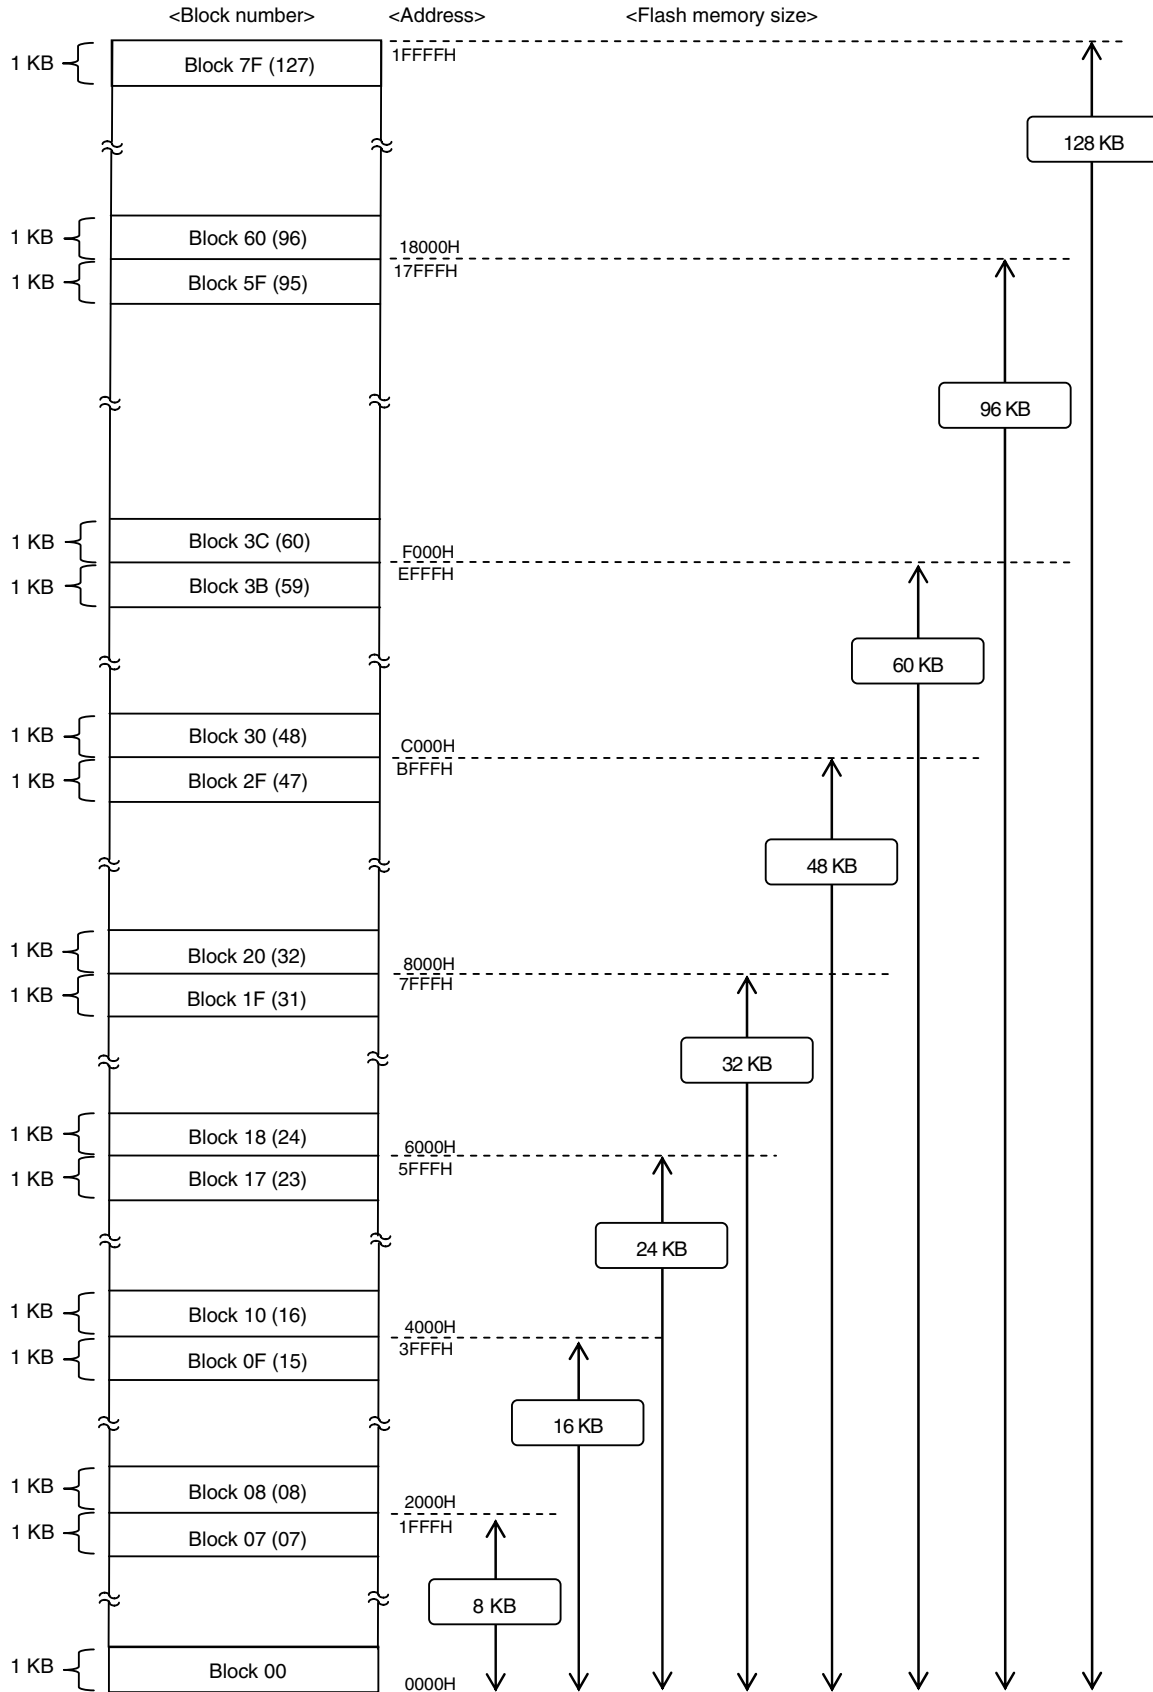 <Block number> <Address> <Flash memory size>
1 KB Block 7F (127) 1FFFFH
128 KB
1 KB Block 60 (96) 18000H
1 KB Block 5F (95) 17FFFH
96 KB
1 KB Block 3C (60) F000H
1 KB Block 3B (59) EFFFH
60 KB
1 KB Block 30 (48) C000H
1 KB Block 2F (47) BFFFH
48 KB
1 KB Block 20 (32) 8000H
1 KB Block 1F (31) 7FFFH
32 KB
1 KB Block 18 (24) 6000H
1 KB Block 17 (23) 5FFFH
24 KB
1 KB Block 10 (16) 4000H
1 KB Block 0F (15) 3FFFH
16 KB
1 KB Block 08 (08) 2000H
1 KB Block 07 (07) 1FFFH
8 KB
1 KB Block 00 0000H